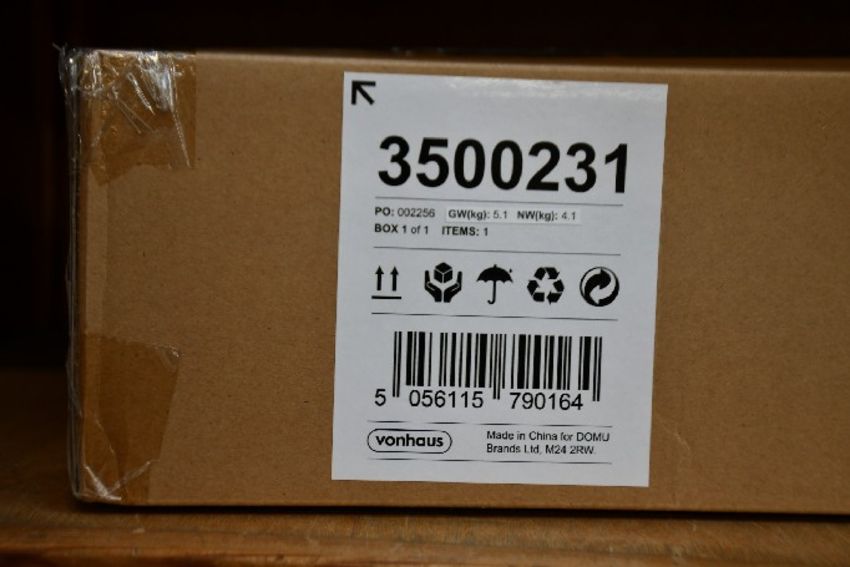 3500231
PO: 002256 GW(kg): 5.1 NW(kg): 4.1
BOX 1 of 1 ITEMS: 1
5 056115 790164
vonhaus
Made in China for DOMU
Brands Ltd, M24 2RW.